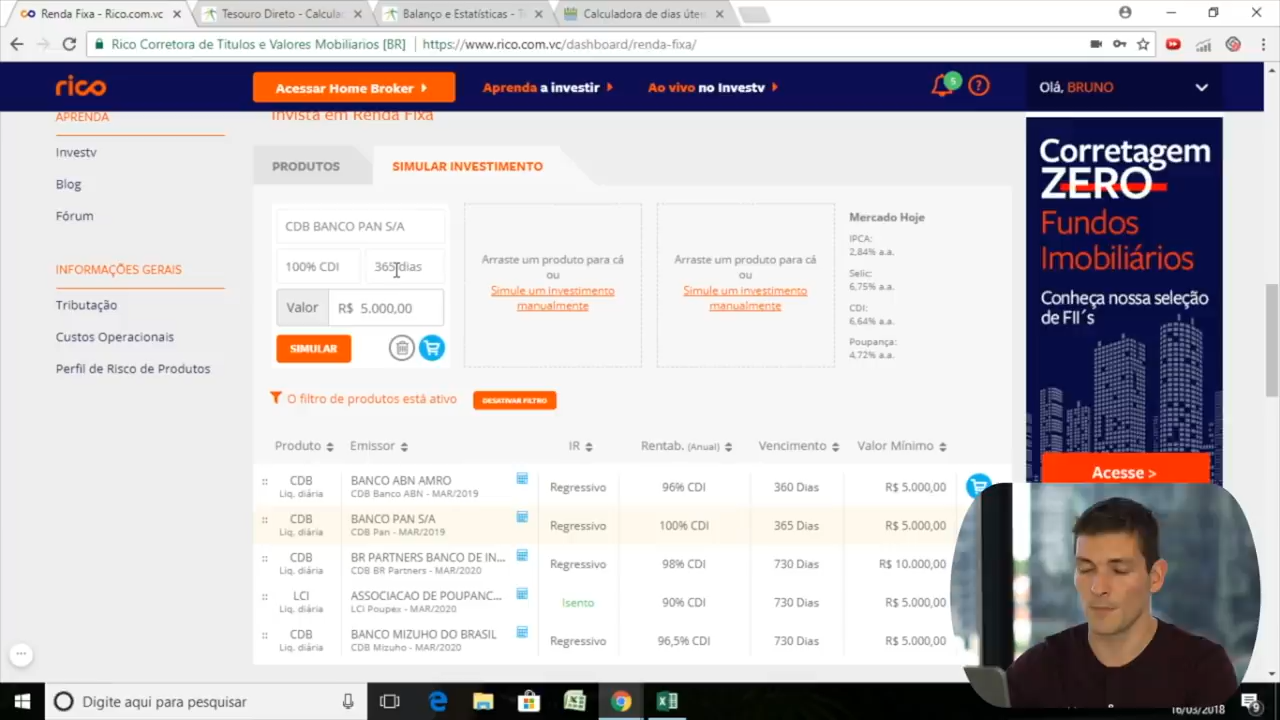 Renda Fixa - Rico.com.vc
Tesouro Direto - Calcula
Balanço e Estatísticas - T
Calculadora de dias úte
Rico Corretora de Titulos e Valores Mobiliarios [BR]
https://www.rico.com.vc/dashboard/renda-fixa/
rico
Acessar Home Broker
Aprenda a investir
Ao vivo no Investv
5
?
Olá, BRUNO
APRENDA
Investv
Blog
Fórum
INFORMAÇÕES GERAIS
Tributação
Custos Operacionais
Perfil de Risco de Produtos
Invista em Renda Fixa
PRODUTOS
SIMULAR INVESTIMENTO
CDB BANCO PAN S/A
100% CDI
365 dias
Valor
R$ 5.000,00
SIMULAR
Arraste um produto para cá
ou
Simule um investimento
manualmente
Arraste um produto para cá
ou
Simule um investimento
manualmente
Mercado Hoje
IPCA:
2,84% a.a.
Selic:
6,75% a.a.
CDI:
6,64% a.a.
Poupança:
4,72% a.a.
O filtro de produtos está ativo
DESATIVAR FILTRO
Produto Emissor IR Rentab. (Anual) Vencimento Valor Mínimo
CDB BANCO ABN AMRO Regressivo 96% CDI 360 Dias R$ 5.000,00
Liq. diária CDB Banco ABN - MAR/2019
CDB BANCO PAN S/A Regressivo 100% CDI 365 Dias R$ 5.000,00
Liq. diária CDB Pan - MAR/2019
CDB BR PARTNERS BANCO DE IN... Regressivo 98% CDI 730 Dias R$ 10.000,00
Liq. diária CDB BR Partners - MAR/2020
LCI ASSOCIACAO DE POUPANC... Isento 90% CDI 730 Dias R$ 5.000,00
Liq. diária LCI Poupex - MAR/2020
CDB BANCO MIZUHO DO BRASIL Regressivo 96,5% CDI 730 Dias R$ 5.000,00
Liq. diária CDB Mizuho - MAR/2020
Corretagem
ZERO
Fundos
Imobiliários
Conheça nossa seleção
de FII´s
Acesse >
Digite aqui para pesquisar
16/03/2018
9